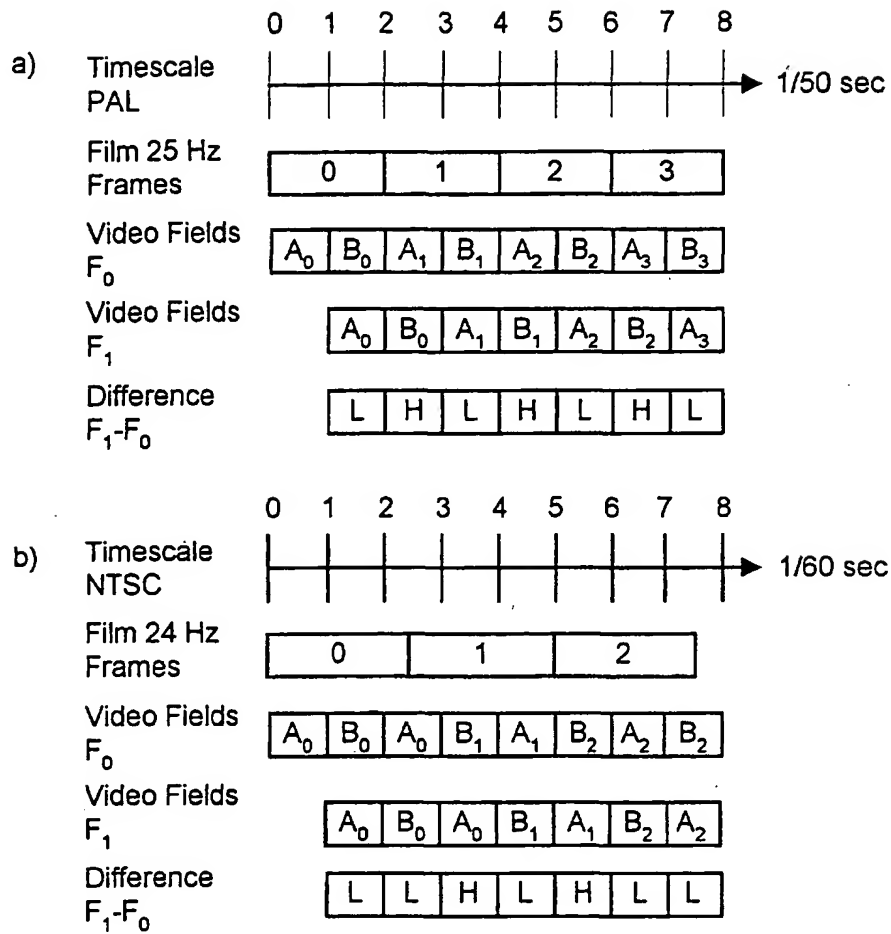 0 1 2 3 4 5 6 7 8
a) Timescale PAL 1/50 sec
Film 25 Hz Frames 0 1 2 3
Video Fields F₀ A₀ B₀ A₁ B₁ A₂ B₂ A₃ B₃
Video Fields F₁ A₀ B₀ A₁ B₁ A₂ B₂ A₃
Difference F₁-F₀ L H L H L H L
0 1 2 3 4 5 6 7 8
b) Timescale NTSC 1/60 sec
Film 24 Hz Frames 0 1 2
Video Fields F₀ A₀ B₀ A₀ B₁ A₁ B₂ A₂ B₂
Video Fields F₁ A₀ B₀ A₀ B₁ A₁ B₂ A₂
Difference F₁-F₀ L L H L H L L